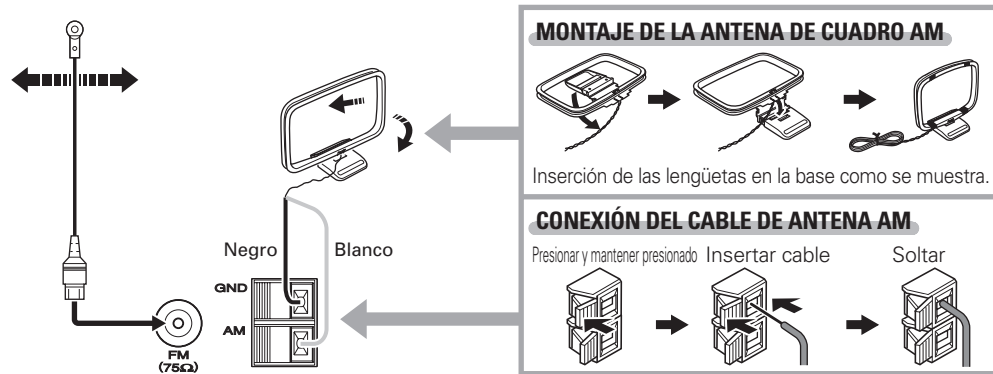 MONTAJE DE LA ANTENA DE CUADRO AM
Inserción de las lengüetas en la base como se muestra.
CONEXIÓN DEL CABLE DE ANTENA AM
Presionar y mantener presionado
Insertar cable
Soltar
Negro
Blanco
GND
AM
FM
(75Ω)